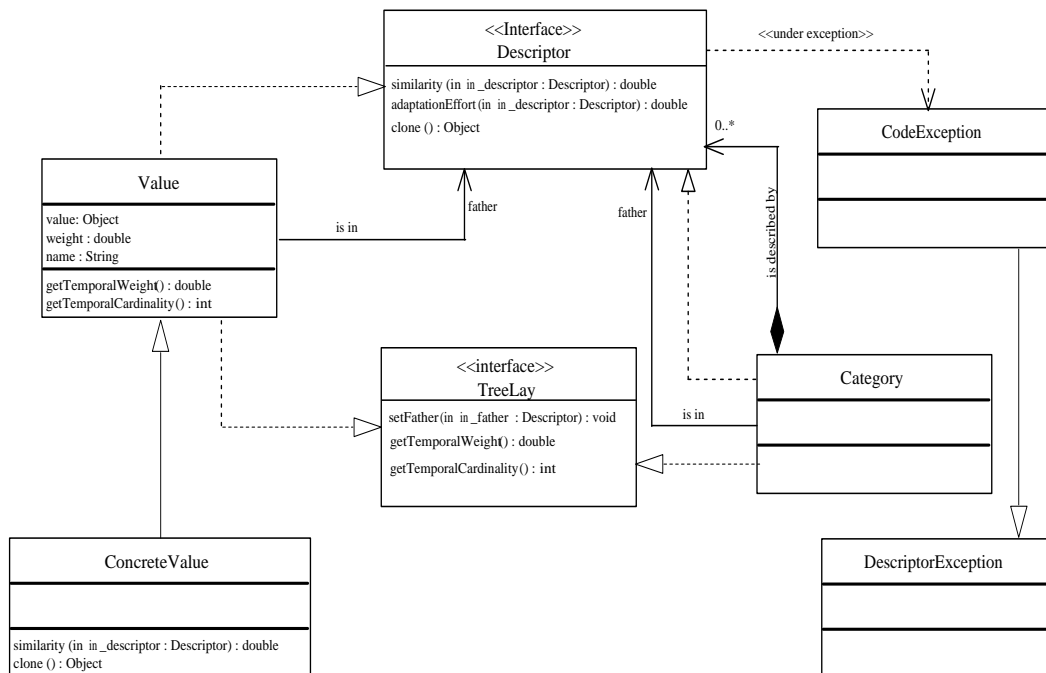 <<Interface>>
Descriptor
similarity (in in_descriptor : Descriptor) : double
adaptationEffort (in in_descriptor : Descriptor) : double
clone () : Object
<<under exception>>
CodeException
0..*
Value
value: Object
weight : double
name : String
getTemporalWeight() : double
getTemporalCardinality() : int
is in
father
father
is described by
<<interface>>
TreeLay
setFather(in in_father : Descriptor) : void
getTemporalWeight() : double
getTemporalCardinality() : int
is in
Category
ConcreteValue
similarity (in in_descriptor : Descriptor) : double
clone () : Object
DescriptorException